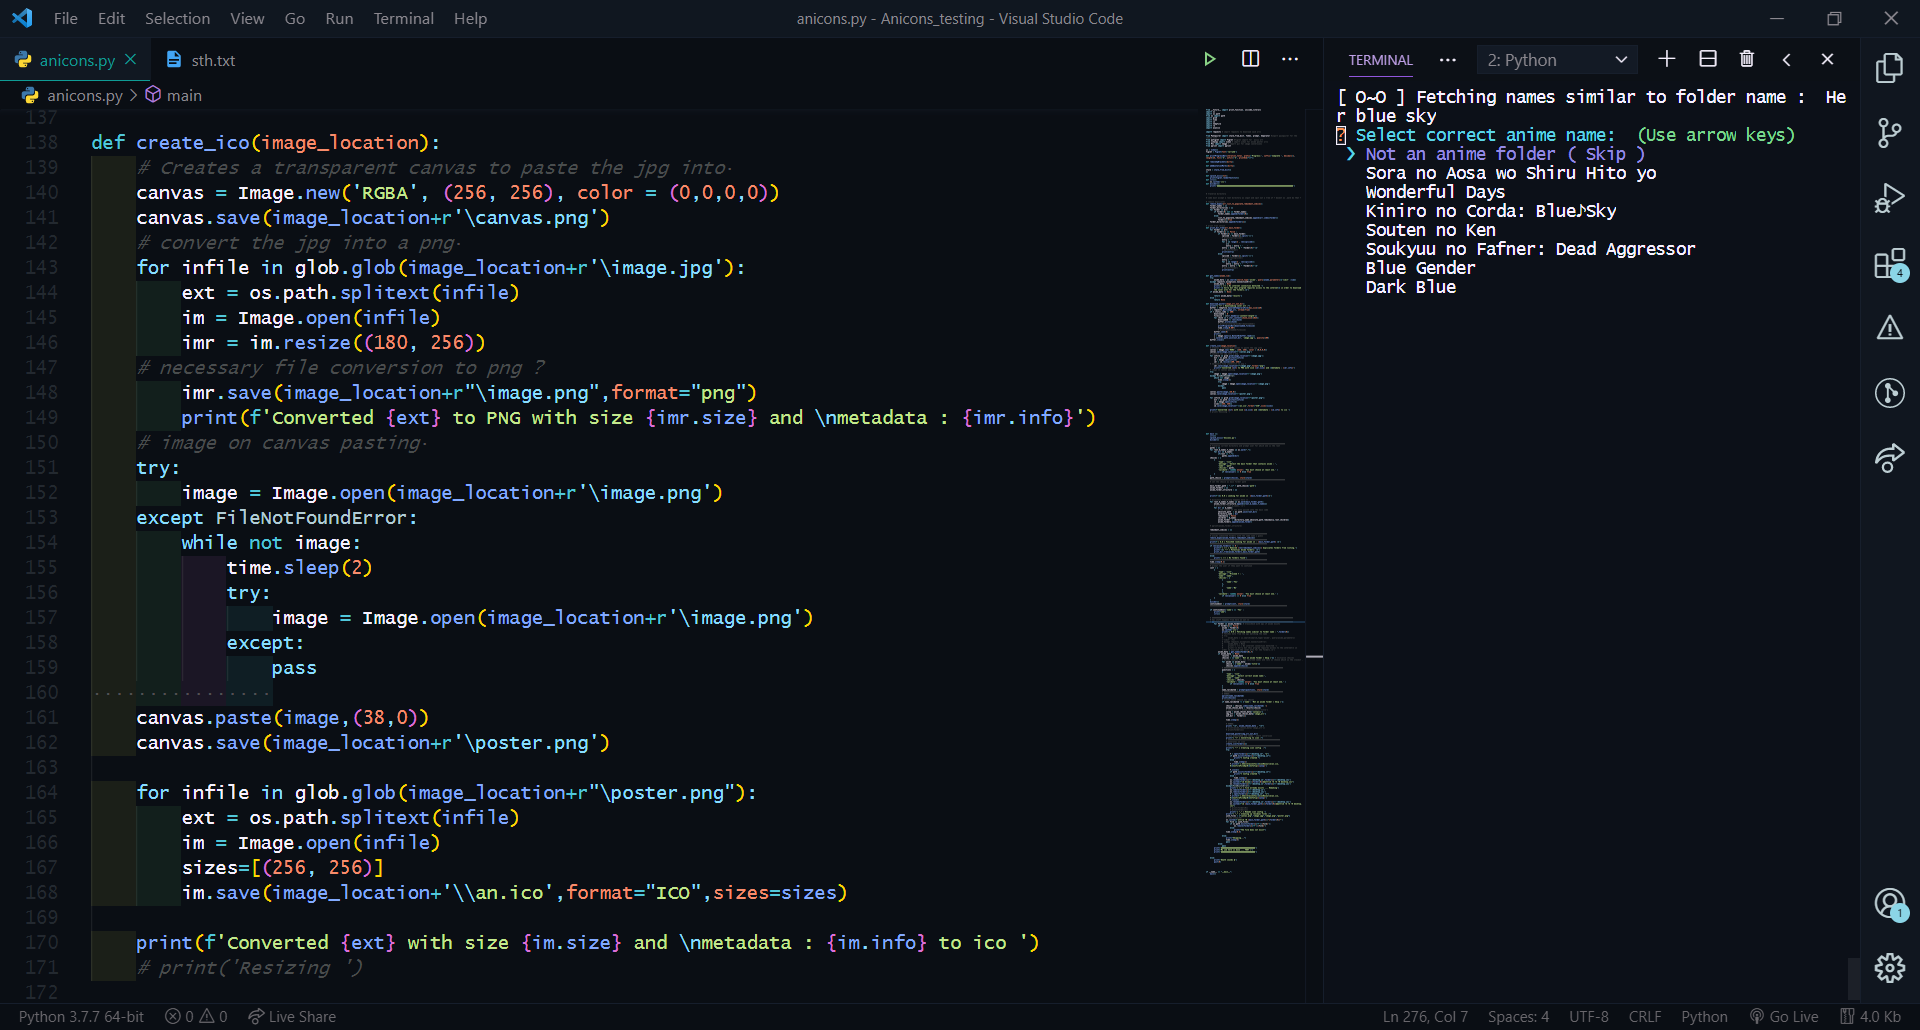 File Edit Selection View Go Run Terminal Help
anicons.py - Anicons_testing - Visual Studio Code
anicons.py
sth.txt
anicons.py > main
137
138 def create_ico(image_location):
139     # Creates a transparent canvas to paste the jpg into·
140     canvas = Image.new('RGBA', (256, 256), color = (0,0,0,0))
141     canvas.save(image_location+r'\canvas.png')
142     # convert the jpg into a png·
143     for infile in glob.glob(image_location+r'\image.jpg'):
144         ext = os.path.splitext(infile)
145         im = Image.open(infile)
146         imr = im.resize((180, 256))
147     # necessary file conversion to png ?
148         imr.save(image_location+r"\image.png",format="png")
149         print(f'Converted {ext} to PNG with size {imr.size} and \nmetadata : {imr.info}')
150     # image on canvas pasting·
151     try:
152         image = Image.open(image_location+r'\image.png')
153     except FileNotFoundError:
154         while not image:
155             time.sleep(2)
156             try:
157                 image = Image.open(image_location+r'\image.png')
158             except:
159                 pass
160 ················
161     canvas.paste(image,(38,0))
162     canvas.save(image_location+r'\poster.png')
163
164     for infile in glob.glob(image_location+r"\poster.png"):
165         ext = os.path.splitext(infile)
166         im = Image.open(infile)
167         sizes=[(256, 256)]
168         im.save(image_location+'\\an.ico',format="ICO",sizes=sizes)
169
170     print(f'Converted {ext} with size {im.size} and \nmetadata : {im.info} to ico ')
171     # print('Resizing ')
172
TERMINAL
2: Python
[ O~O ] Fetching names similar to folder name :  He
r blue sky
? Select correct anime name:  (Use arrow keys)
❯ Not an anime folder ( Skip )
Sora no Aosa wo Shiru Hito yo
Wonderful Days
Kiniro no Corda: Blue♪Sky
Souten no Ken
Soukyuu no Fafner: Dead Aggressor
Blue Gender
Dark Blue
4
1
Python 3.7.7 64-bit
0 0
Live Share
Ln 276, Col 7
Spaces: 4
UTF-8
CRLF
Python
Go Live
4.0 Kb